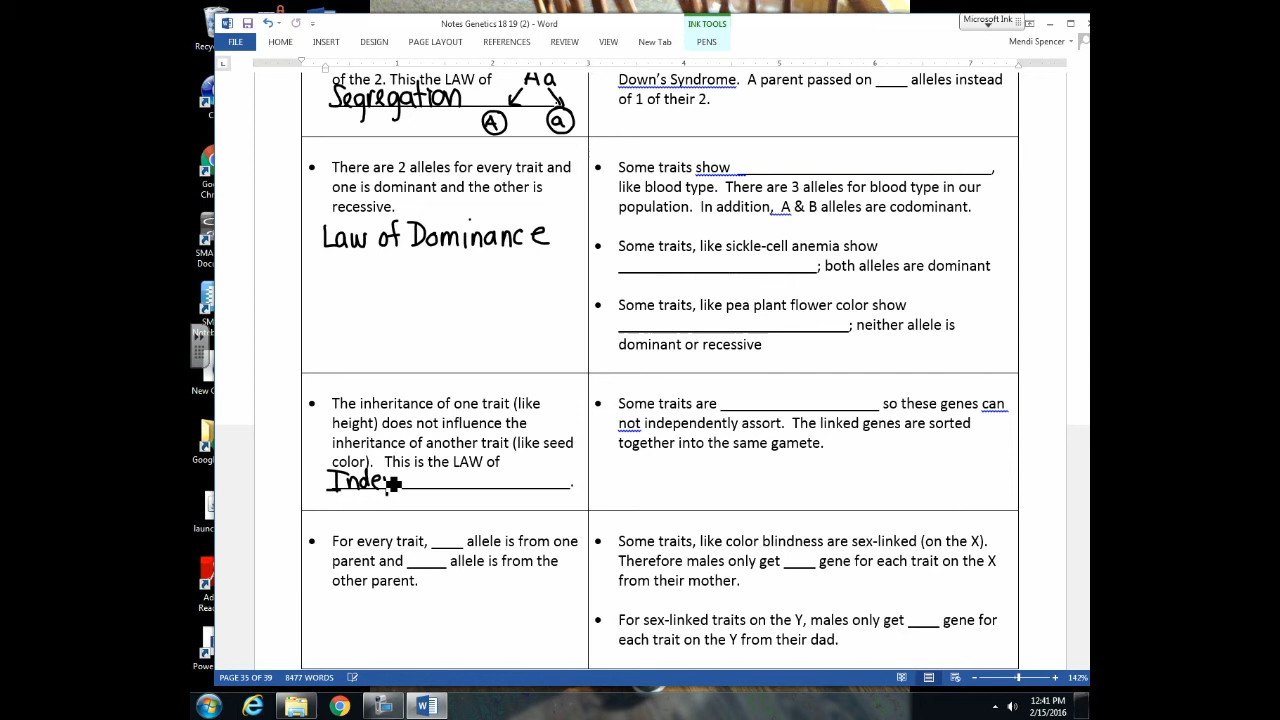 Notes Genetics 18 19 (2) - Word
INK TOOLS
Microsoft Ink
FILE HOME INSERT DESIGN PAGE LAYOUT REFERENCES REVIEW VIEW New Tab PENS
Mendi Spencer
1 2 3 4 5 6 7
of the 2. This the LAW of
Segregation
Aa
A a
Down's Syndrome. A parent passed on ____ alleles instead
of 1 of their 2.
There are 2 alleles for every trait and
one is dominant and the other is
recessive.
Law of Dominance
Some traits show ____________________________,
like blood type. There are 3 alleles for blood type in our
population. In addition, A & B alleles are codominant.
Some traits, like sickle-cell anemia show
______________________; both alleles are dominant
Some traits, like pea plant flower color show
__________________________; neither allele is
dominant or recessive
The inheritance of one trait (like
height) does not influence the
inheritance of another trait (like seed
color). This is the LAW of
Inde
Some traits are __________________ so these genes can
not independently assort. The linked genes are sorted
together into the same gamete.
For every trait, ____ allele is from one
parent and _____ allele is from the
other parent.
Some traits, like color blindness are sex-linked (on the X).
Therefore males only get ____ gene for each trait on the X
from their mother.
For sex-linked traits on the Y, males only get ____ gene for
each trait on the Y from their dad.
PAGE 35 OF 39 8477 WORDS
142%
12:41 PM
2/15/2016